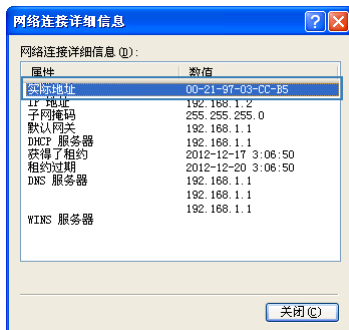 网络连接详细信息
网络连接详细信息(D):
属性 数值
实际地址 00-21-97-03-CC-B5
IP 地址 192.168.1.2
子网掩码 255.255.255.0
默认网关 192.168.1.1
DHCP 服务器 192.168.1.1
获得了租约 2012-12-17 3:06:50
租约过期 2012-12-20 3:06:50
DNS 服务器 192.168.1.1
192.168.1.1
192.168.1.1
WINS 服务器
关闭(C)